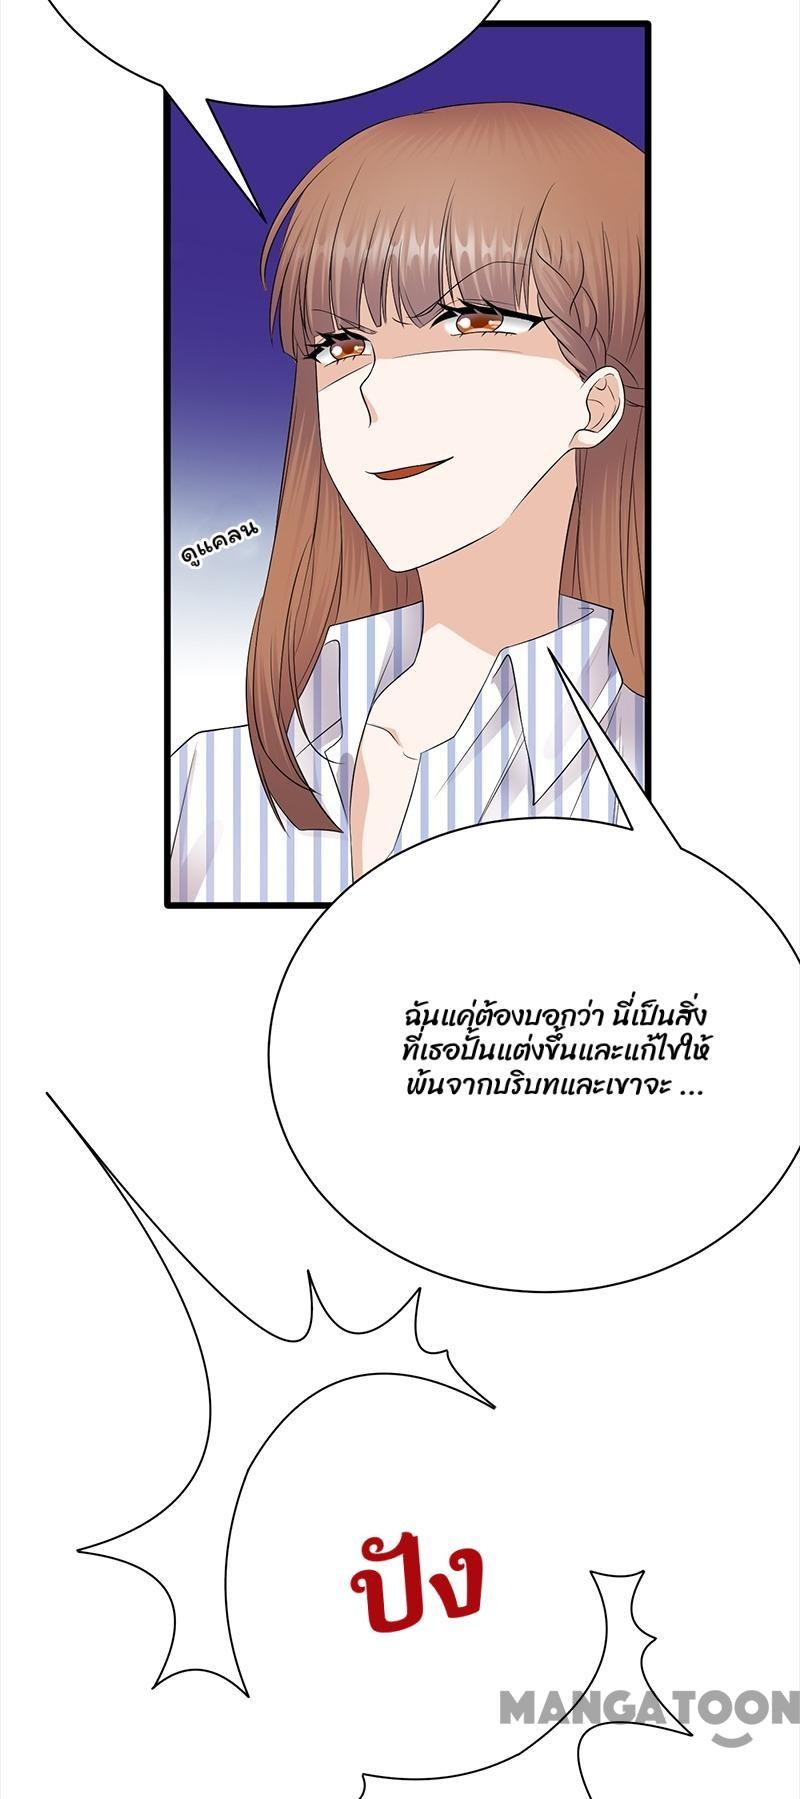 ดูแคลน
ฉันแค่ต้องบอกว่า นี่เป็นสิ่ง
ที่เธอปั้นแต่งขึ้นและแก้ไขให้
พ้นจากบริบทและเขาจะ ...
ปัง
MANGATOON